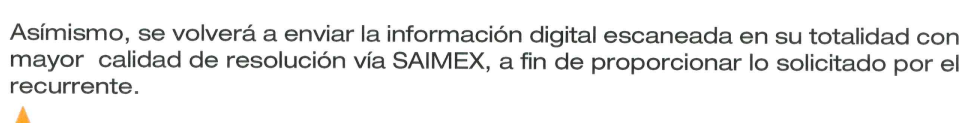 Asímismo, se volverá a enviar la información digital escaneada en su totalidad con
mayor calidad de resolución vía SAIMEX, a fin de proporcionar lo solicitado por el
recurrente.